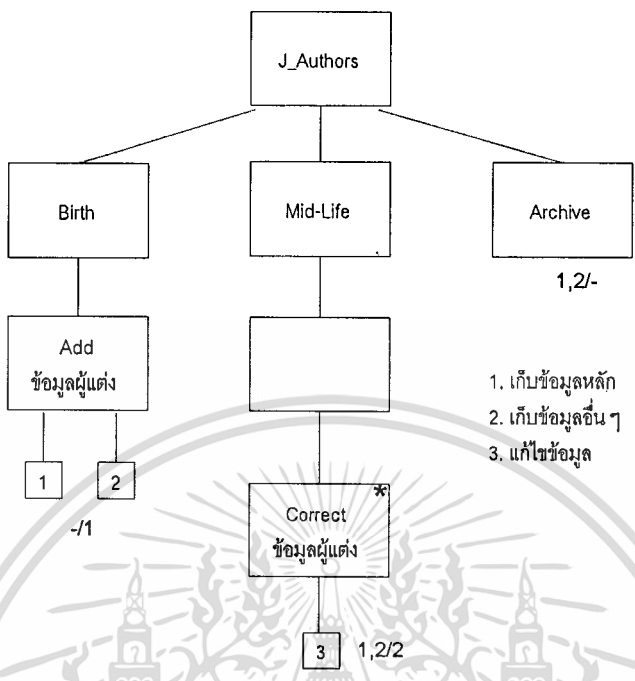 J_Authors
Birth
Mid-Life
Archive
1,2/-
Add
ข้อมูลผู้แต่ง
1. เก็บข้อมูลหลัก
2. เก็บข้อมูลอื่น ๆ
3. แก้ไขข้อมูล
1
2
-/1
*
Correct
ข้อมูลผู้แต่ง
3
1,2/2